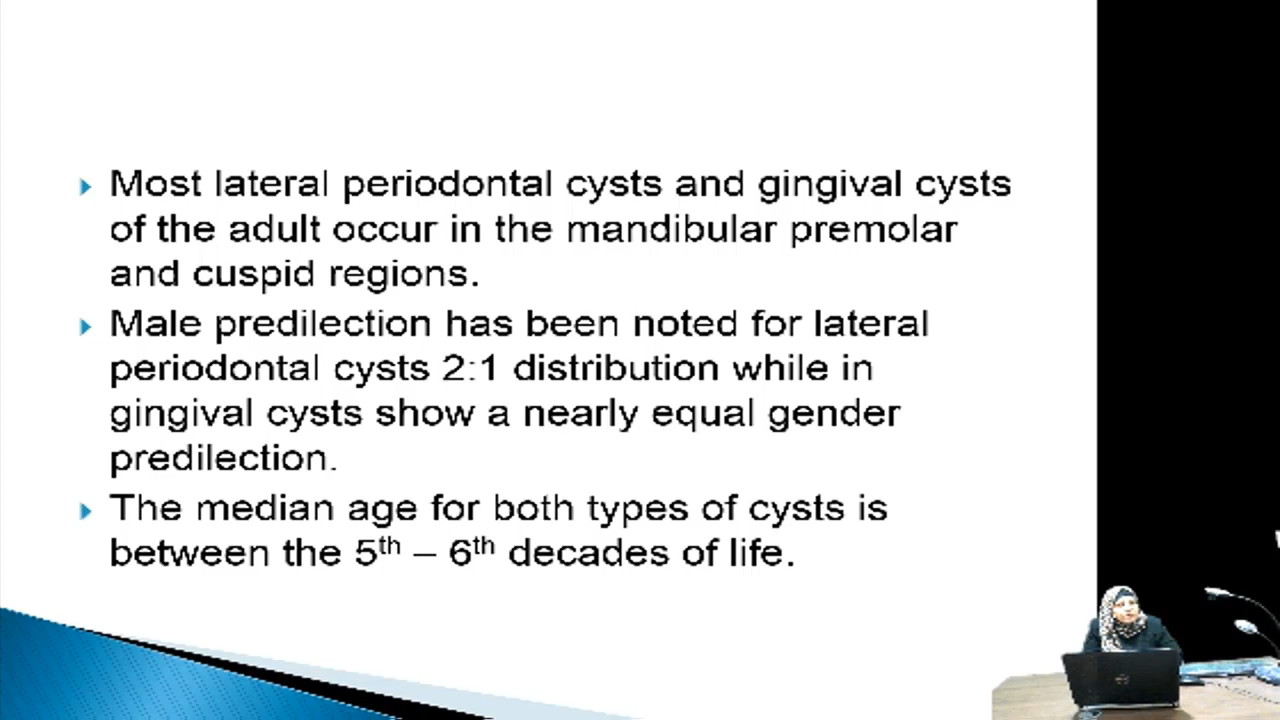 Most lateral periodontal cysts and gingival cysts
of the adult occur in the mandibular premolar
and cuspid regions.
Male predilection has been noted for lateral
periodontal cysts 2:1 distribution while in
gingival cysts show a nearly equal gender
predilection.
The median age for both types of cysts is
between the 5th – 6th decades of life.